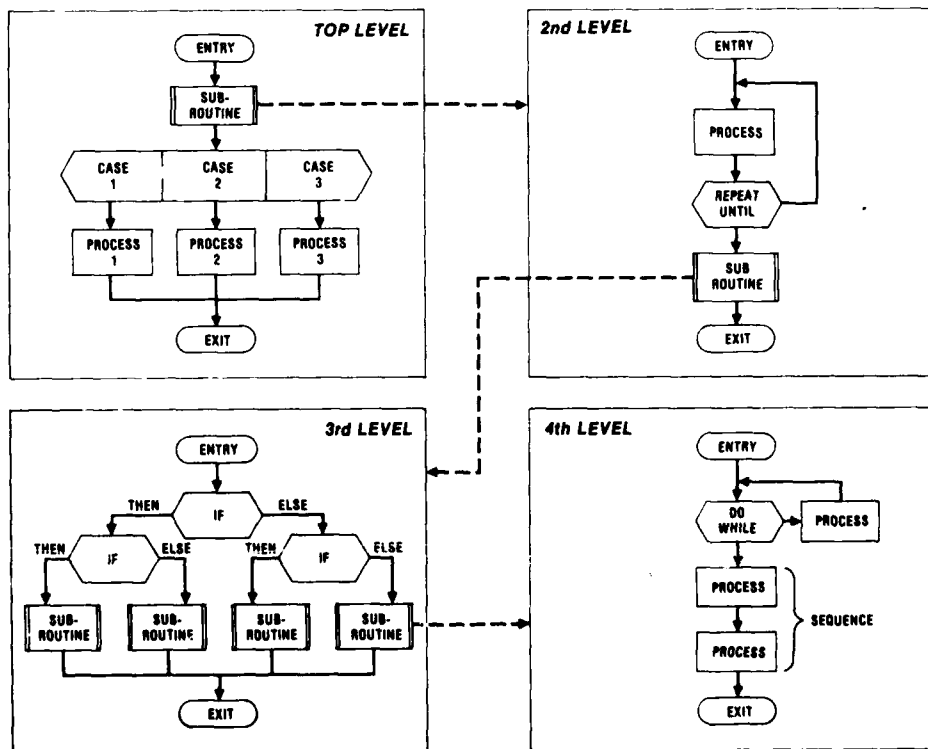 TOP LEVEL
ENTRY
SUB-
ROUTINE
CASE
1
CASE
2
CASE
3
PROCESS
1
PROCESS
2
PROCESS
3
EXIT
2nd LEVEL
ENTRY
PROCESS
REPEAT
UNTIL
SUB
ROUTINE
EXIT
3rd LEVEL
ENTRY
IF
THEN
ELSE
IF
THEN
ELSE
IF
THEN
ELSE
SUB-
ROUTINE
SUB-
ROUTINE
SUB-
ROUTINE
SUB-
ROUTINE
EXIT
4th LEVEL
ENTRY
DO
WHILE
PROCESS
PROCESS
SEQUENCE
PROCESS
EXIT